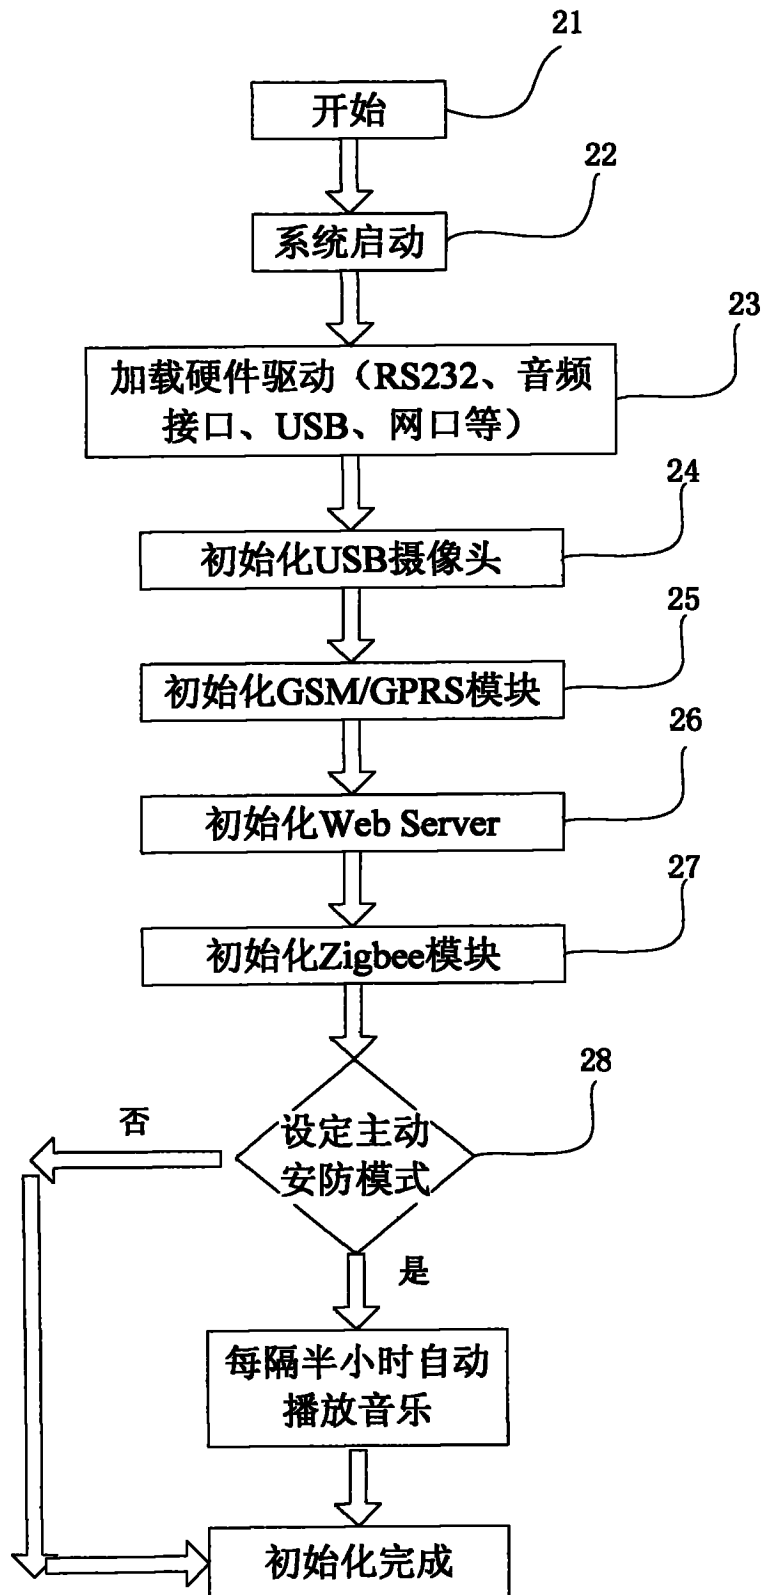 21
开始
22
系统启动
23
加载硬件驱动（RS232、音频
接口、USB、网口等）
24
初始化USB摄像头
25
初始化GSM/GPRS模块
26
初始化Web Server
27
初始化Zigbee模块
28
设定主动
安防模式
否
是
每隔半小时自动
播放音乐
初始化完成